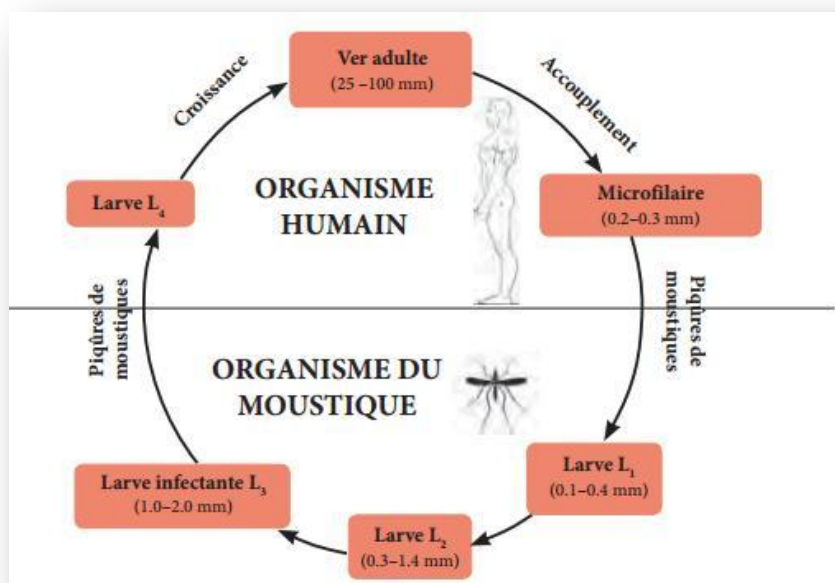 Ver adulte
(25 –100 mm)
Accouplement
Microfilaire
(0.2–0.3 mm)
Piqûres de
moustiques
Larve L₁
(0.1–0.4 mm)
Larve L₂
(0.3–1.4 mm)
Larve infectante L₃
(1.0–2.0 mm)
Piqûres de
moustiques
Larve L₄
Croissance
ORGANISME
HUMAIN
ORGANISME DU
MOUSTIQUE